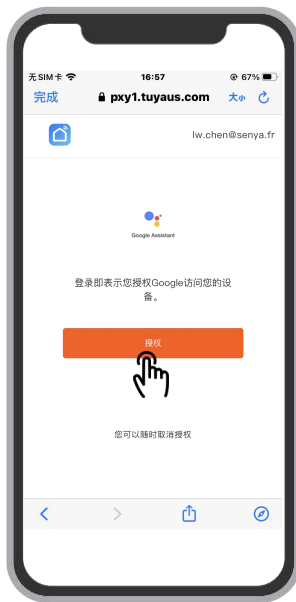 无SIM卡 16:57 67%
完成 pxy1.tuyaus.com 大小
lw.chen@senya.fr
Google Assistant
登录即表示您授权Google访问您的设
备。
授权
您可以随时取消授权